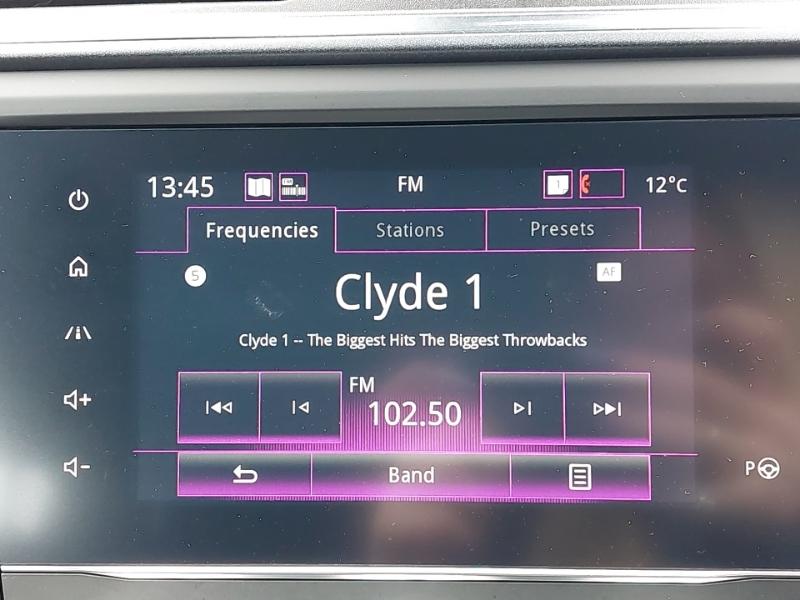 13:45 FM 12°C
Frequencies Stations Presets
5 AF
Clyde 1
Clyde 1 -- The Biggest Hits The Biggest Throwbacks
FM
102.50
Band
P